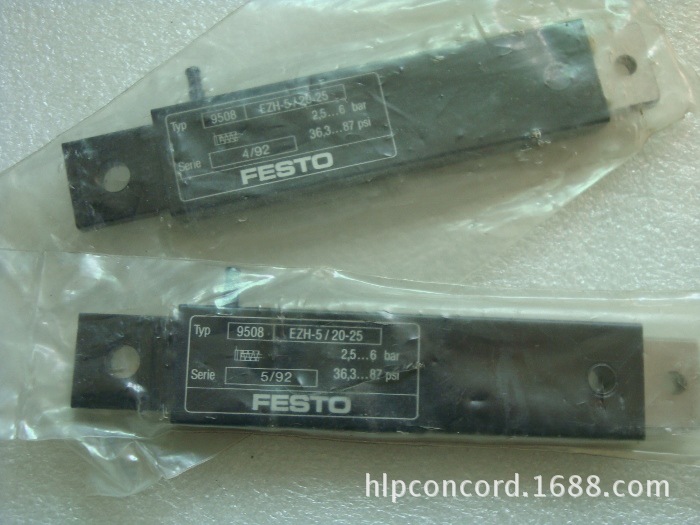 Typ 9508 EZH-5/20-25
2,5...6 bar
36,3...87 psi
Serie 4/92
FESTO
Typ 9508 EZH-5/20-25
2,5...6 bar
Serie 5/92 36,3...87 psi
FESTO
hlpconcord.1688.com